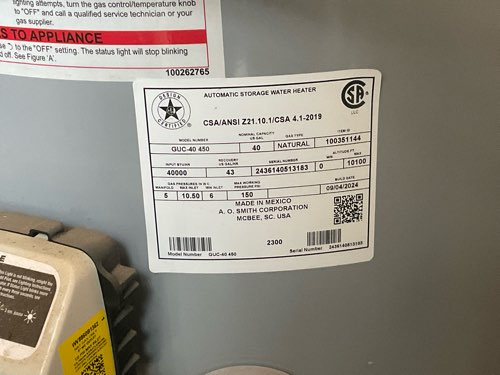 lighting attempts, turn the gas control/temperature knob
to "OFF" and call a qualified service technician or your
gas supplier.
S TO APPLIANCE
to the "OFF" setting. The status light will stop blinking
off. See Figure 'A'.
100262765
DESIGN
CERTIFIED
AUTOMATIC STORAGE WATER HEATER
CSA/ANSI Z21.10.1/CSA 4.1-2019
SA
MODEL NUMBER
NOMINAL CAPACITY
US GAL
GAS TYPE
ITEM ID
GUC-40 450
40
NATURAL
100351144
INPUT BTU/HR
RECOVERY
US GAL/HR
SERIAL NUMBER
ALTITUDE FT
MIN
MAX
40000
43
2436140513183
0
10100
GAS PRESSURES IN W.C.
MANIFOLD
MAX INLET
MIN INLET
MAX WORKING
PRESSURE PSI
BUILD DATE
5
10.50
6
150
09/04/2024
MADE IN MEXICO
A. O. SMITH CORPORATION
MCBEE, SC. USA
2300
Model Number GUC-40 450
Serial Number 2436140513183